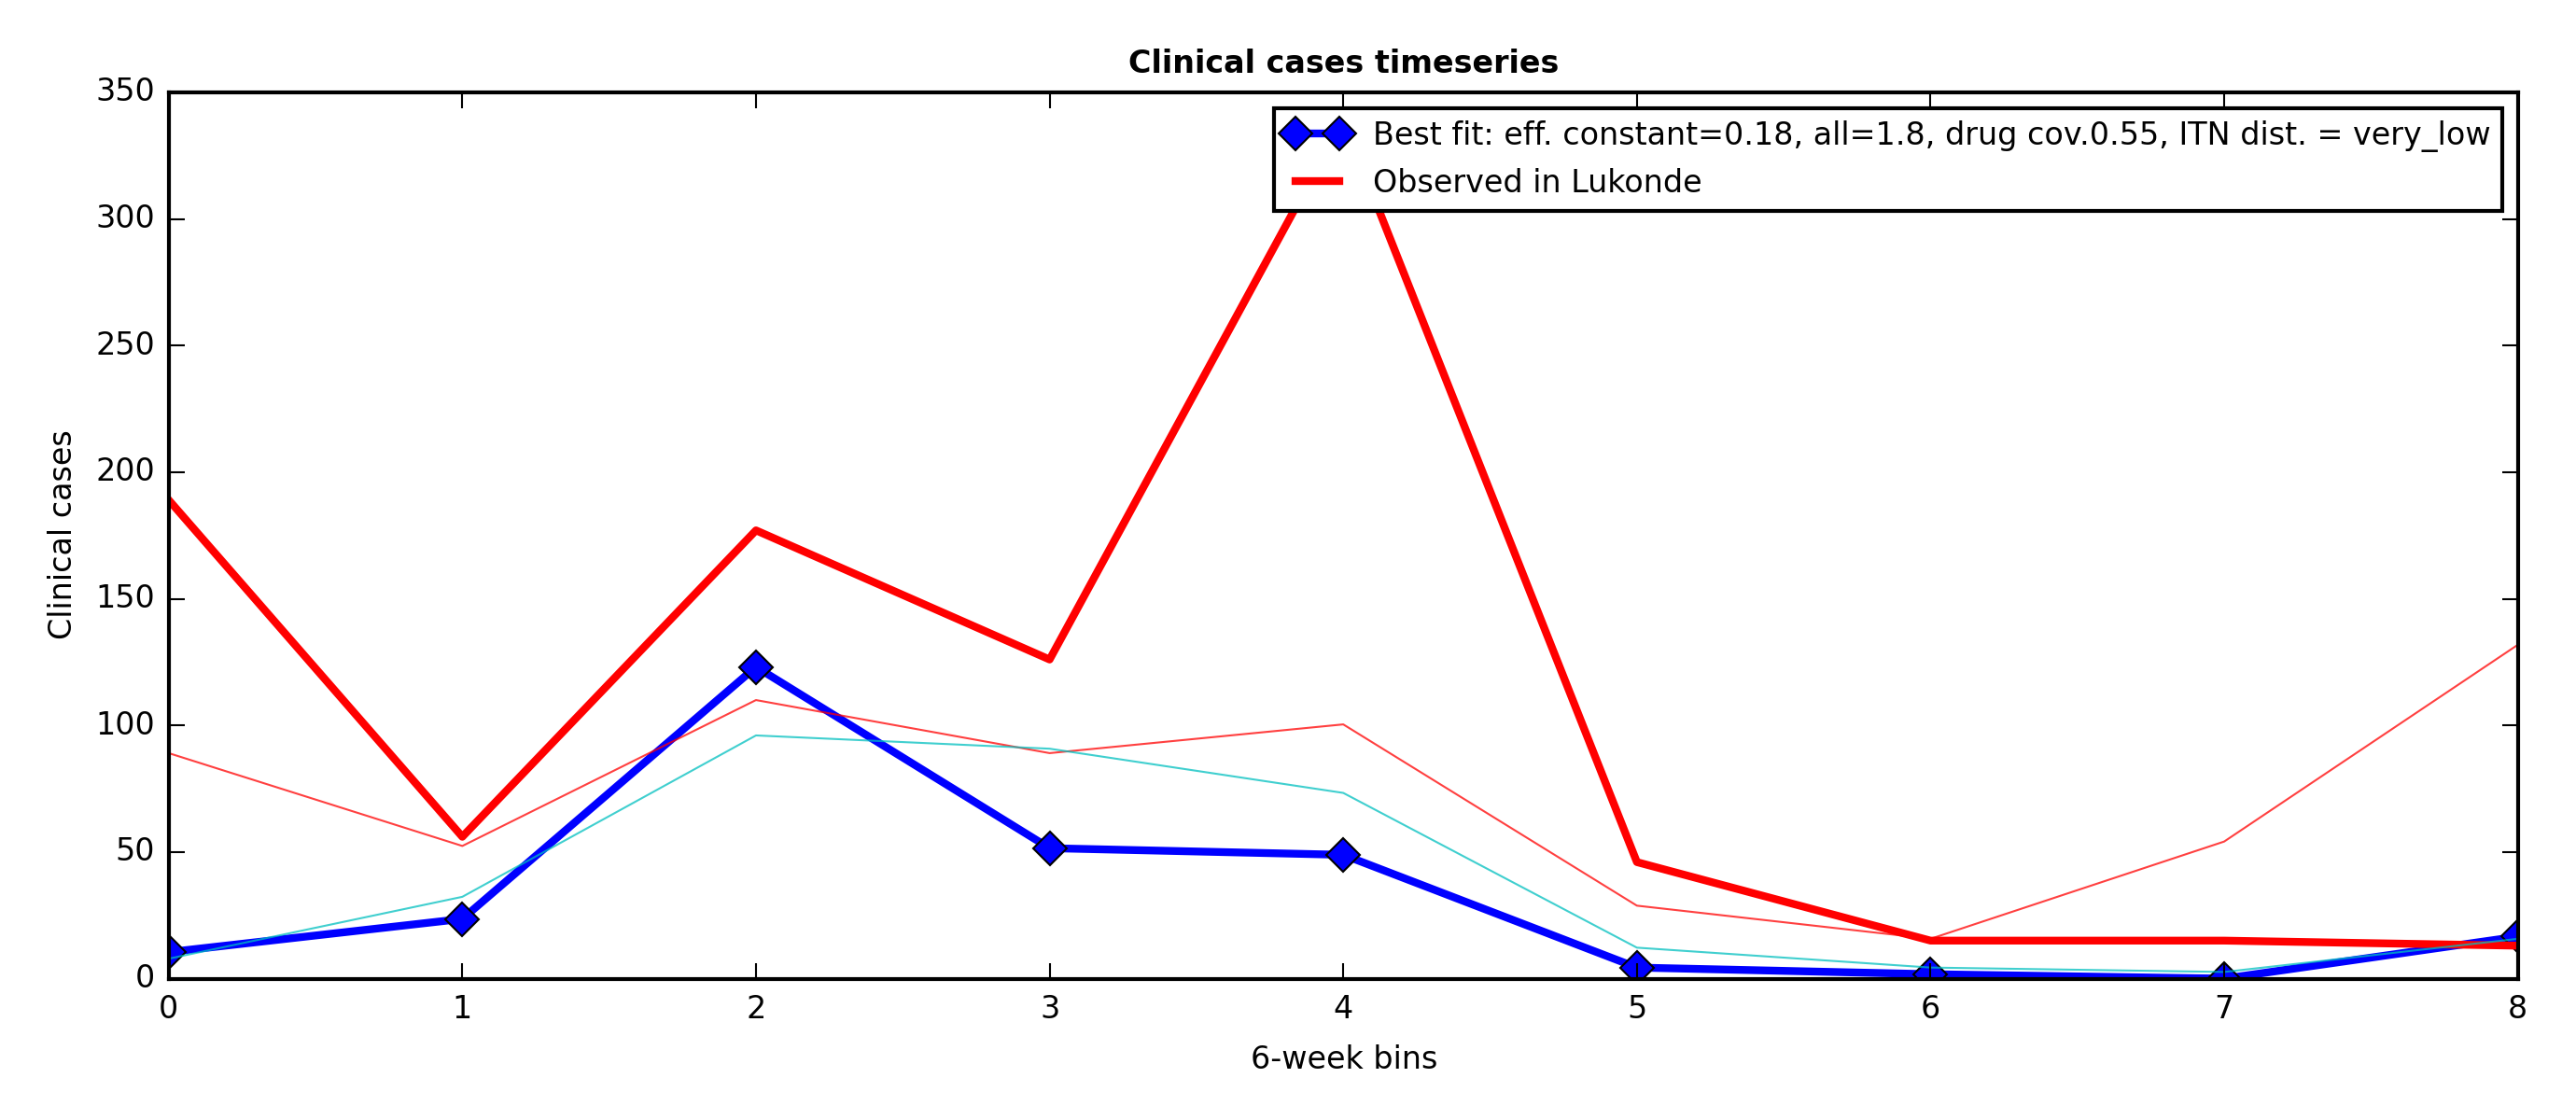 Clinical cases timeseries
Best fit: eff. constant=0.18, all=1.8, drug cov.0.55, ITN dist. = very_low
Observed in Lukonde
350
300
250
200
150
100
50
0
Clinical cases
0 1 2 3 4 5 6 7 8
6-week bins